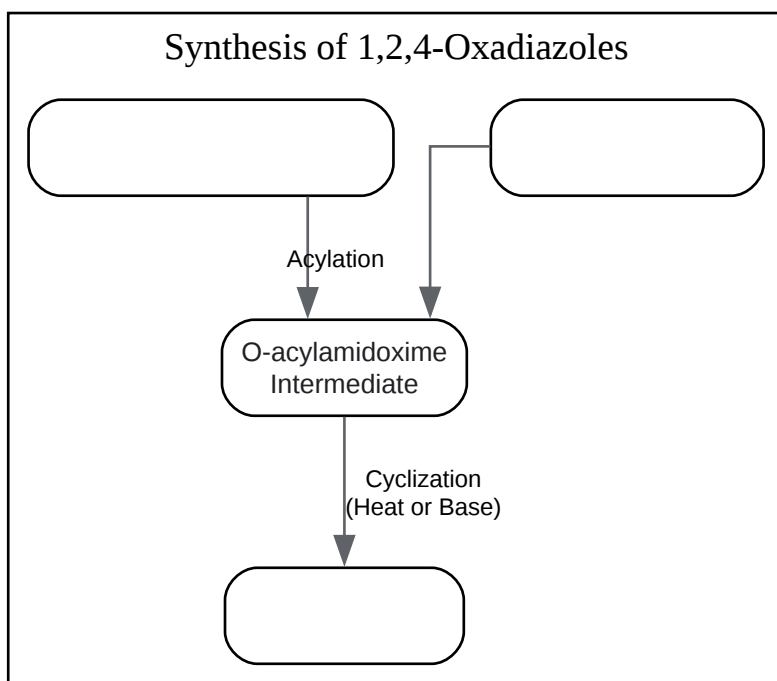 Synthesis of 1,2,4-Oxadiazoles
Acylation
O-acylamidoxime
Intermediate
Cyclization
(Heat or Base)